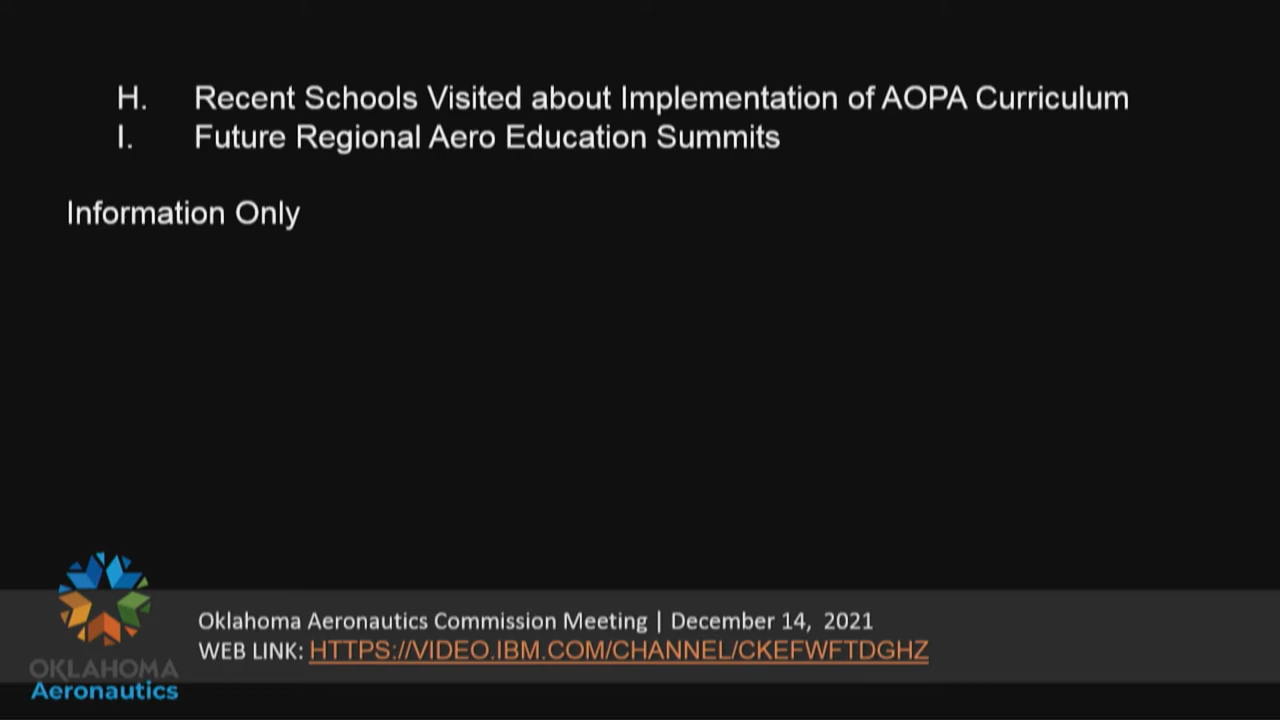 H. Recent Schools Visited about Implementation of AOPA Curriculum
I. Future Regional Aero Education Summits
Information Only
Oklahoma Aeronautics Commission Meeting | December 14, 2021
WEB LINK: HTTPS://VIDEO.IBM.COM/CHANNEL/CKEFWFTDGHZ
OKLAHOMA
Aeronautics